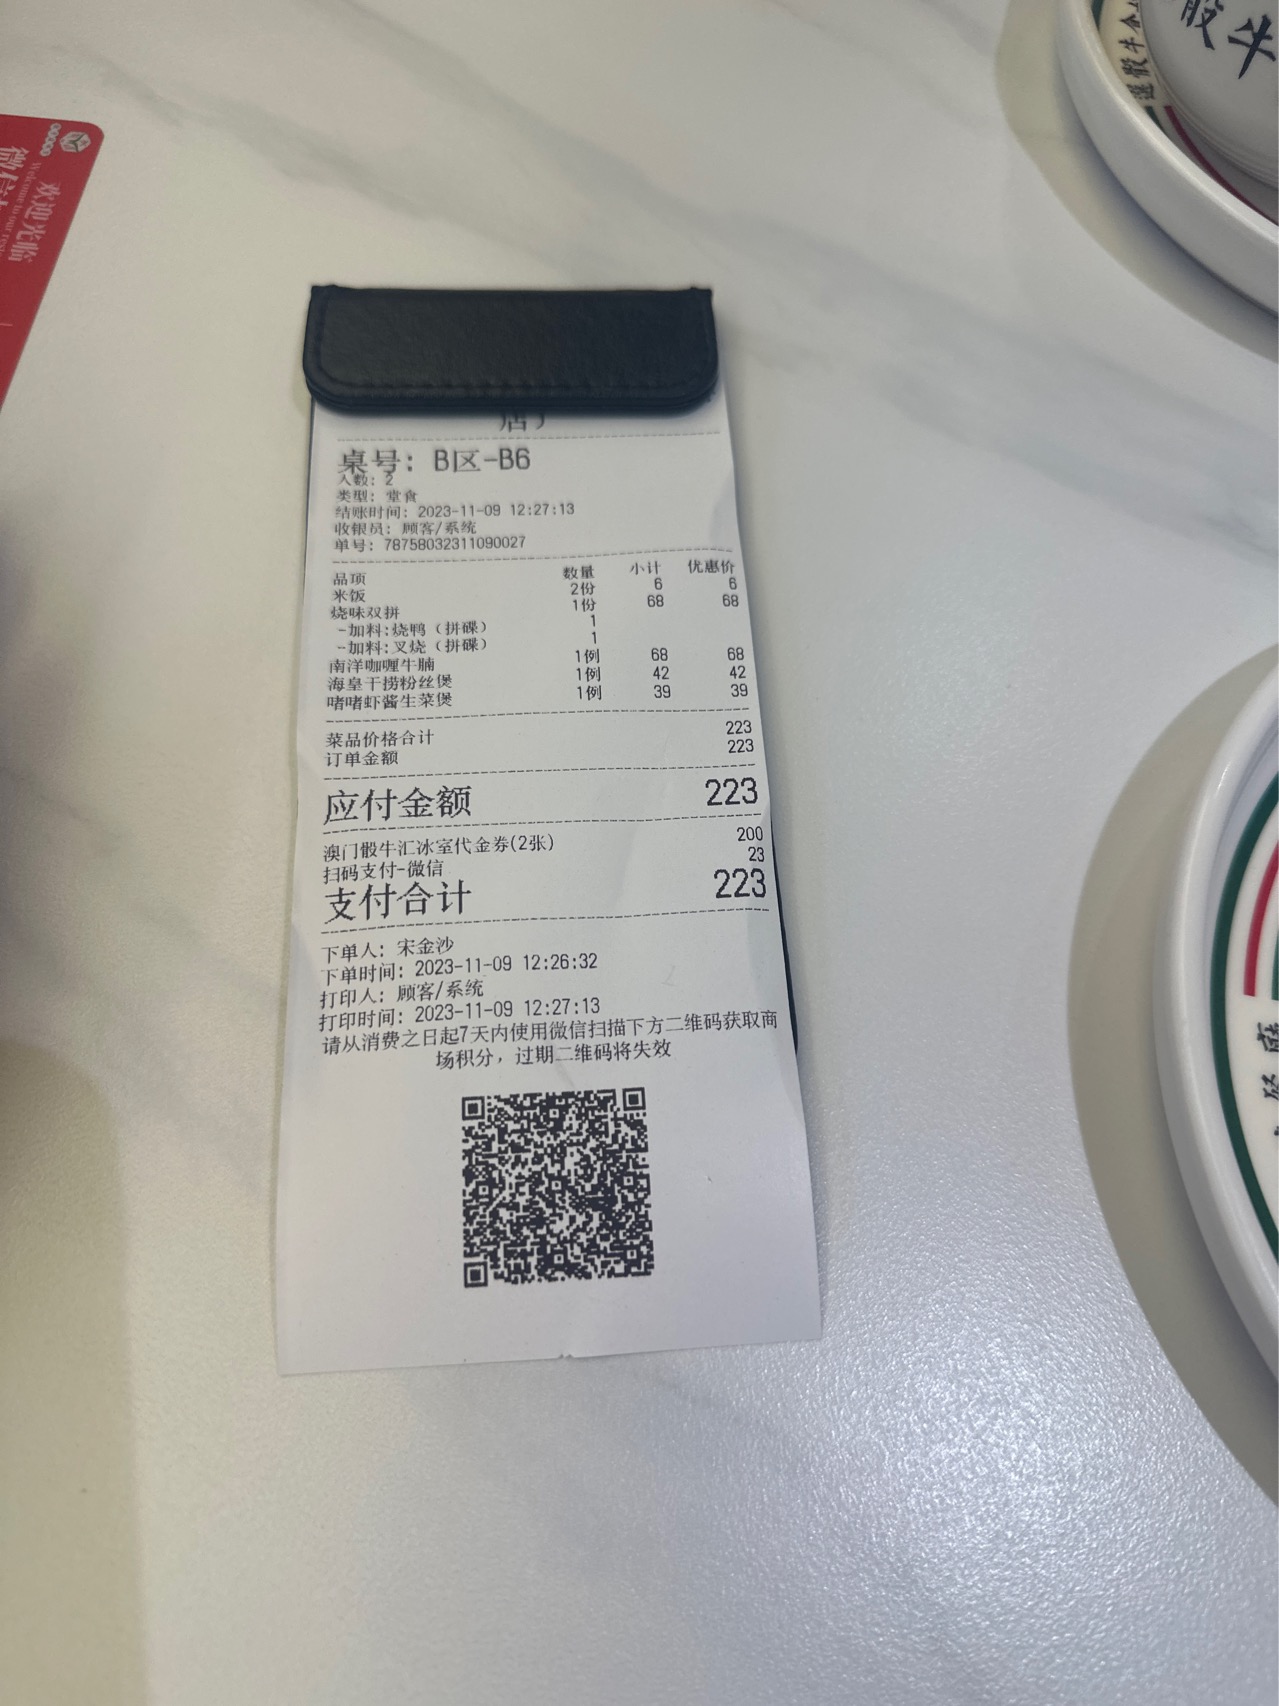 骰牛
選骰牛
欢迎光临
Welcome to our
微信
店)
桌号: B区-B6
人数: 2
类型: 堂食
结账时间: 2023-11-09 12:27:13
收银员: 顾客/系统
单号: 78758032311090027
品项 数量 小计 优惠价
米饭 2份 6 6
烧味双拼 1份 68 68
-加料:烧鸭（拼碟） 1
-加料:叉烧（拼碟） 1
南洋咖喱牛腩 1例 68 68
海皇干捞粉丝煲 1例 42 42
啫啫虾酱生菜煲 1例 39 39
菜品价格合计 223
订单金额 223
应付金额 223
澳门骰牛汇冰室代金券(2张) 200
扫码支付-微信 23
支付合计 223
下单人: 宋金沙
下单时间: 2023-11-09 12:26:32
打印人: 顾客/系统
打印时间: 2023-11-09 12:27:13
请从消费之日起7天内使用微信扫描下方二维码获取商
场积分，过期二维码将失效